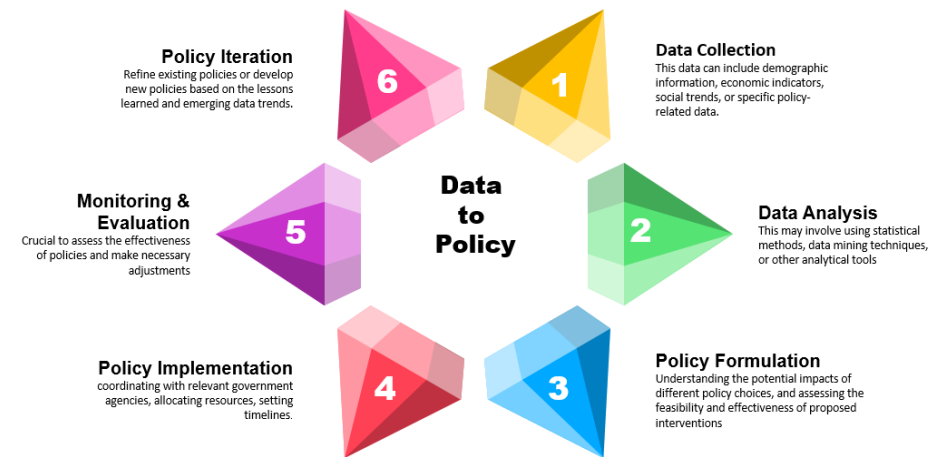 Data
to
Policy
1
Data Collection
This data can include demographic
information, economic indicators,
social trends, or specific policy-
related data.
2
Data Analysis
This may involve using statistical
methods, data mining techniques,
or other analytical tools
3
Policy Formulation
Understanding the potential impacts of
different policy choices, and assessing the
feasibility and effectiveness of proposed
interventions
4
Policy Implementation
coordinating with relevant government
agencies, allocating resources, setting
timelines.
5
Monitoring &
Evaluation
Crucial to assess the effectiveness
of policies and make necessary
adjustments
6
Policy Iteration
Refine existing policies or develop
new policies based on the lessons
learned and emerging data trends.